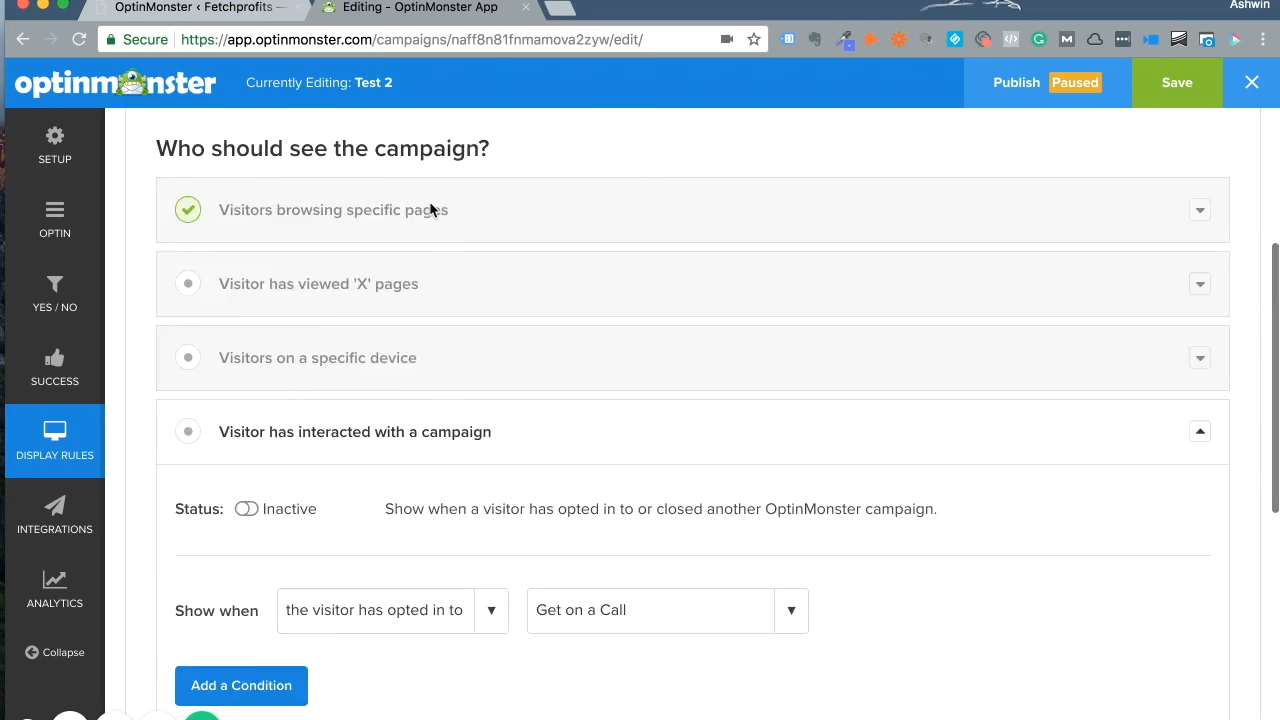 OptinMonster ‹ Fetchprofits —
Editing - OptinMonster App
Ashwin
Secure
https://app.optinmonster.com/campaigns/naff8n81fnmamova2zyw/edit/
optinmonster
Currently Editing: Test 2
Publish Paused
Save
SETUP
OPTIN
YES / NO
SUCCESS
DISPLAY RULES
INTEGRATIONS
ANALYTICS
Collapse
Who should see the campaign?
Visitors browsing specific pages
Visitor has viewed 'X' pages
Visitors on a specific device
Visitor has interacted with a campaign
Status: Inactive
Show when a visitor has opted in to or closed another OptinMonster campaign.
Show when the visitor has opted in to Get on a Call
Add a Condition